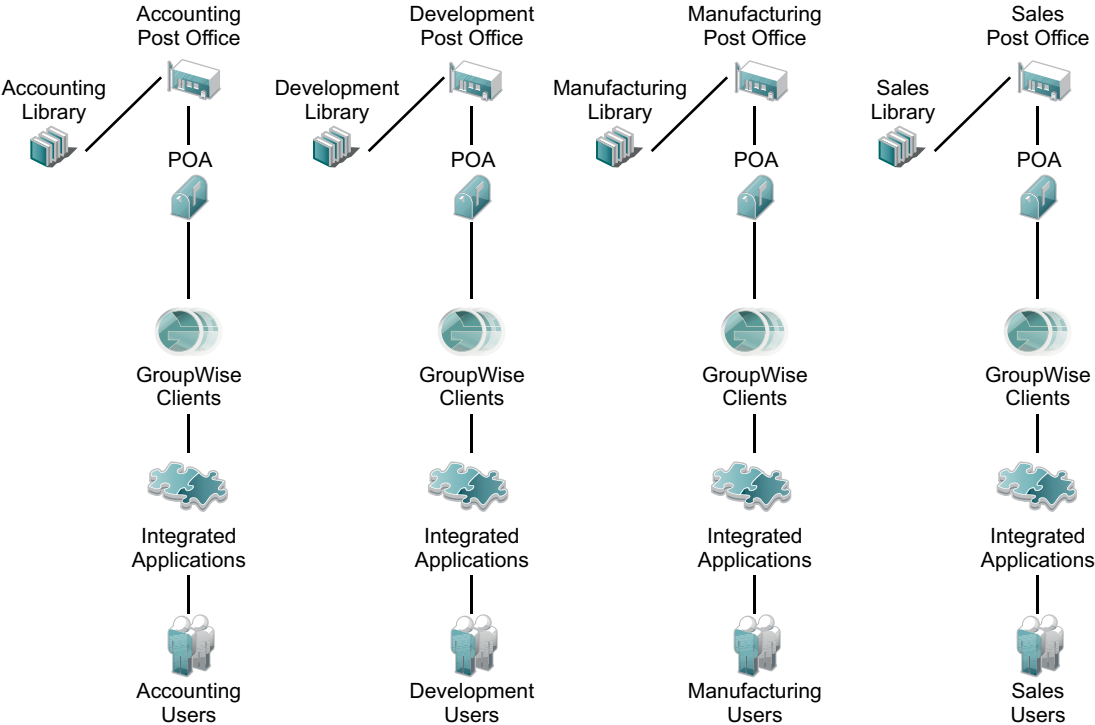 Accounting
Post Office
Development
Post Office
Manufacturing
Post Office
Sales
Post Office
Accounting
Library
Development
Library
Manufacturing
Library
Sales
Library
POA
POA
POA
POA
GroupWise
Clients
GroupWise
Clients
GroupWise
Clients
GroupWise
Clients
Integrated
Applications
Integrated
Applications
Integrated
Applications
Integrated
Applications
Accounting
Users
Development
Users
Manufacturing
Users
Sales
Users